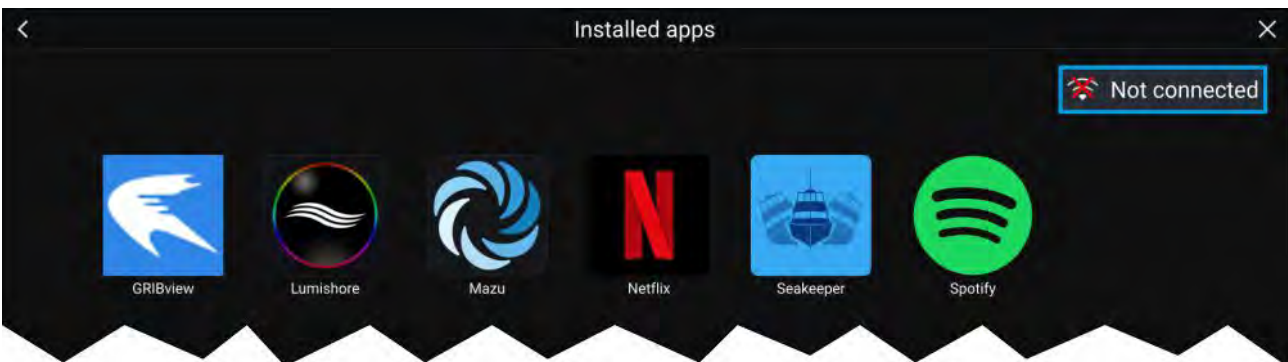 Installed apps
Not connected
N
GRIBview
Lumishore
Mazu
Netflix
Seakeeper
Spotify